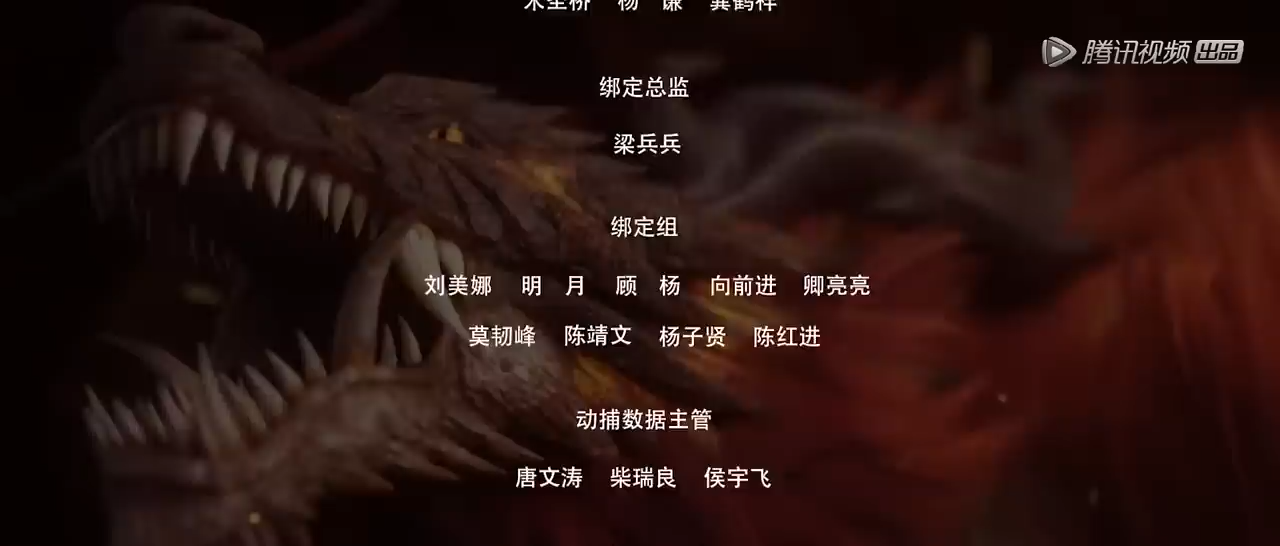 腾讯视频 出品
绑定总监
梁兵兵
绑定组
刘美娜 明 月 顾 杨 向前进 卿亮亮
莫韧峰 陈靖文 杨子贤 陈红进
动捕数据主管
唐文涛 柴瑞良 侯宇飞